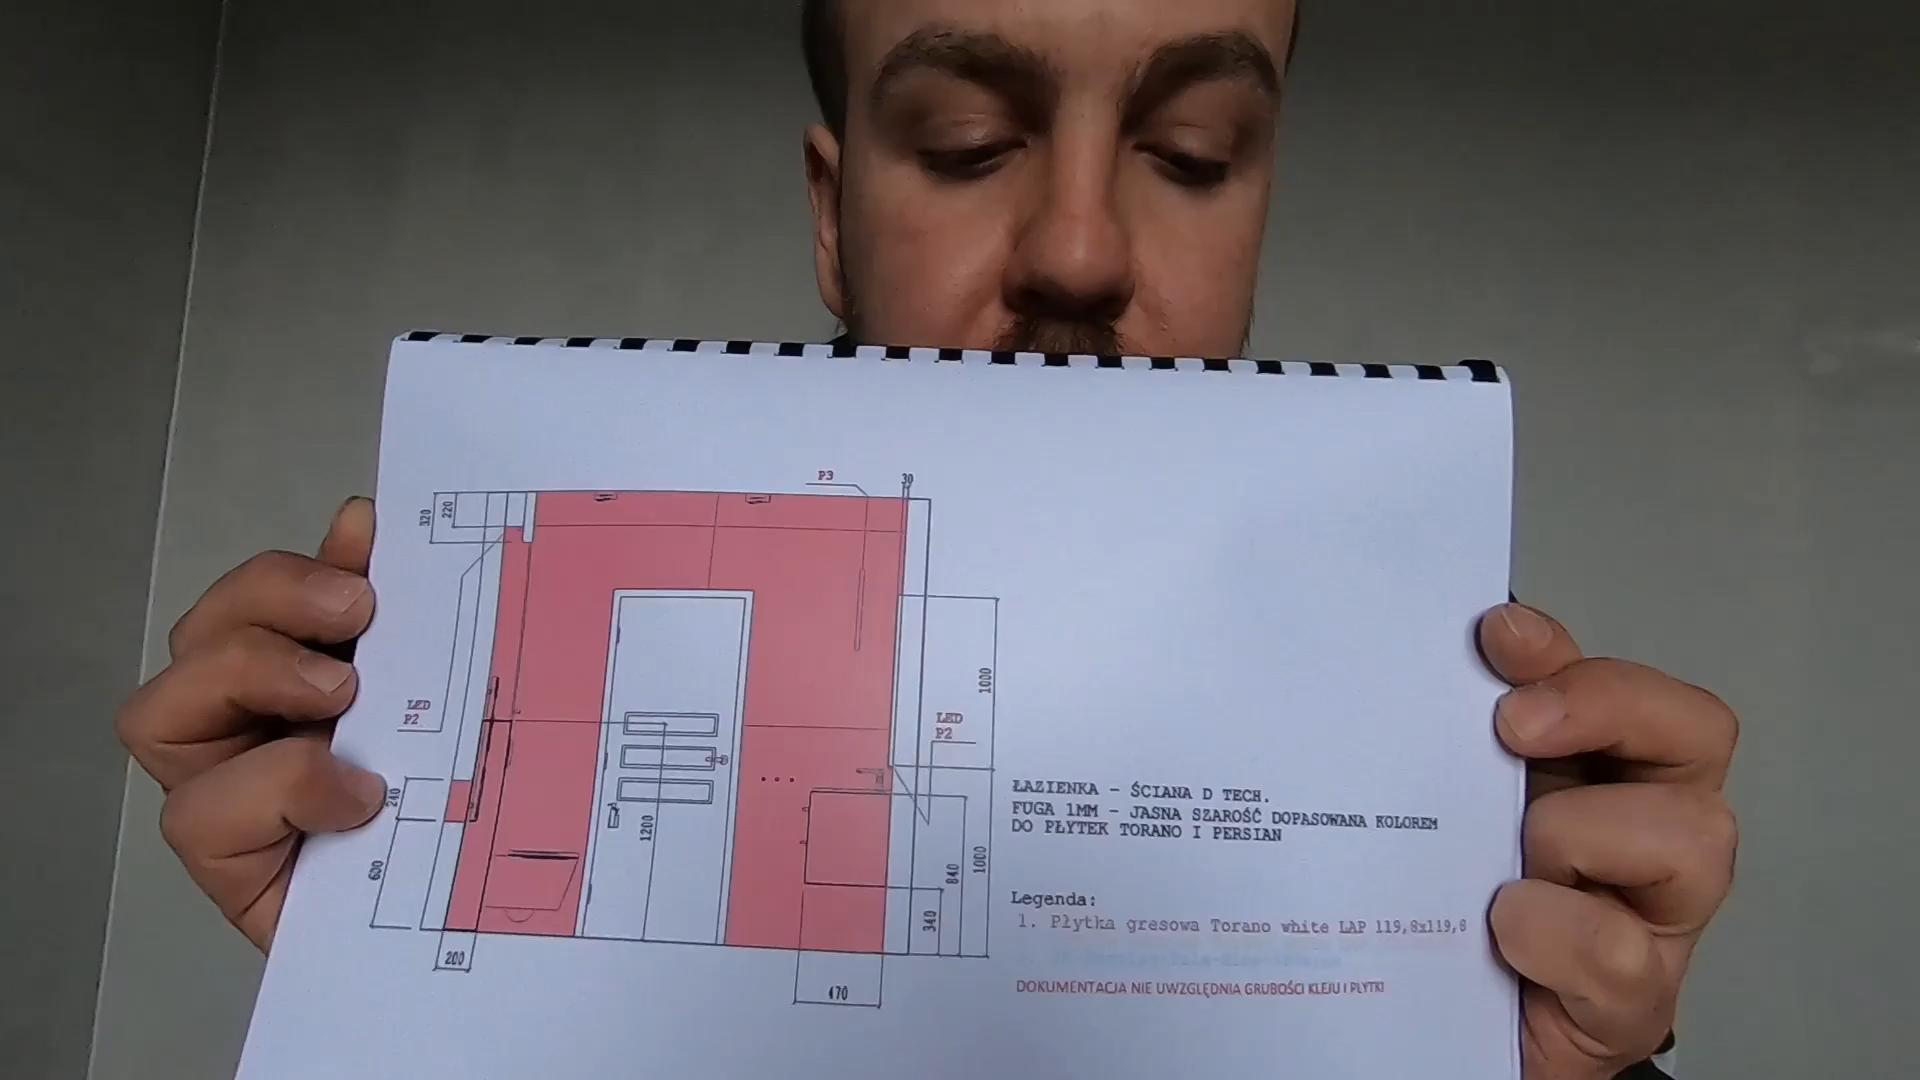 P3
30
320
220
LED
P2
1000
LED
P2
240
600
1200
840
1000
340
200
470
ŁAZIENKA - ŚCIANA D TECH.
FUGA 1MM - JASNA SZAROŚĆ DOPASOWANA KOLOREM
DO PŁYTEK TORANO I PERSIAN
Legenda:
1. Płytka gresowa Torano white LAP 119,8x119,8
DOKUMENTACJA NIE UWZGLĘDNIA GRUBOŚCI KLEJU I PŁYTKI